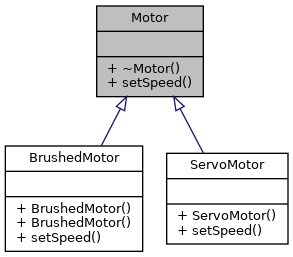 Motor
+ ~Motor()
+ setSpeed()
BrushedMotor
+ BrushedMotor()
+ BrushedMotor()
+ setSpeed()
ServoMotor
+ ServoMotor()
+ setSpeed()